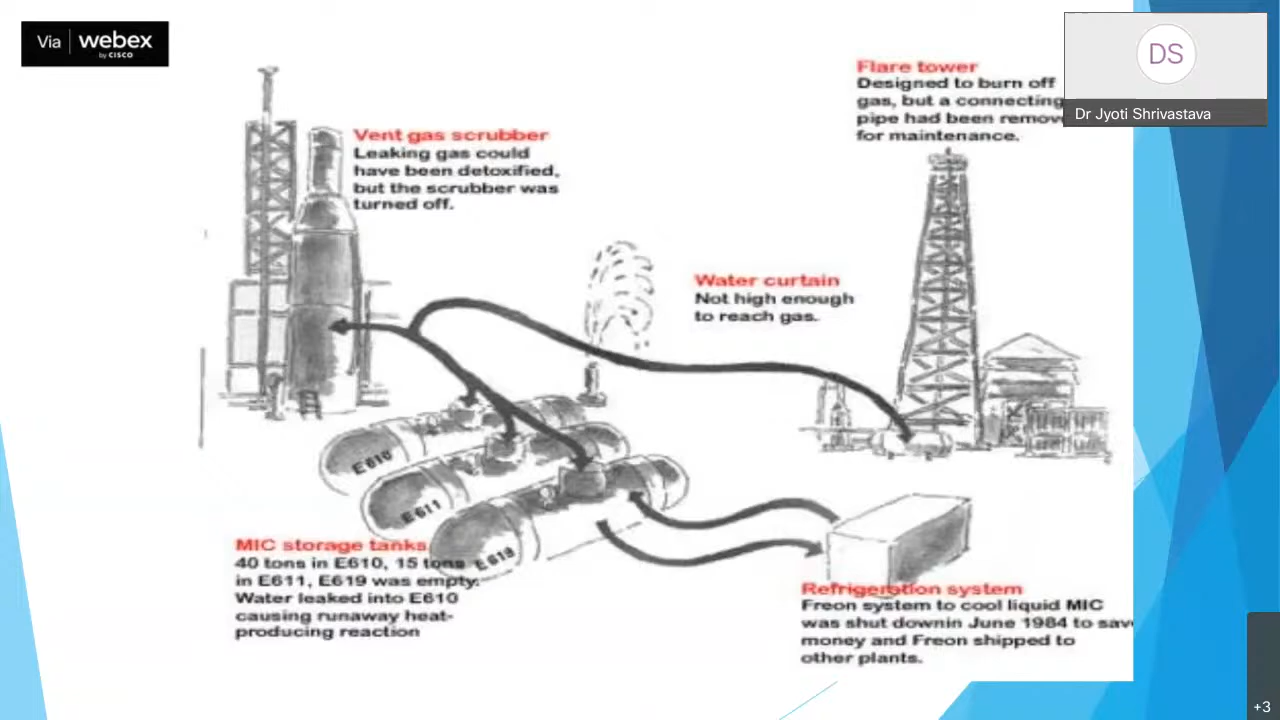 Via webex
by CISCO
DS
Dr Jyoti Shrivastava
Flare tower
Designed to burn off
gas, but a connecting
pipe had been remov
for maintenance.
Vent gas scrubber
Leaking gas could
have been detoxified,
but the scrubber was
turned off.
Water curtain
Not high enough
to reach gas.
E610
E611
E619
MIC storage tanks
40 tons in E610, 15 tons
in E611, E619 was empty.
Water leaked into E610
causing runaway heat-
producing reaction
Refrigeration system
Freon system to cool liquid MIC
was shut downin June 1984 to sav
money and Freon shipped to
other plants.
+3